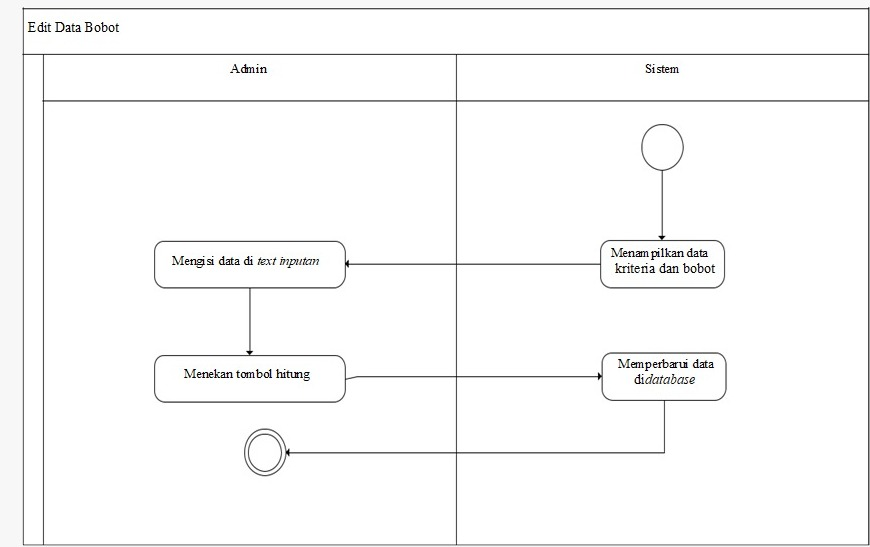 Edit Data Bobot
Admin
Sistem
Menampilkan data
kriteria dan bobot
Mengisi data di text inputan
Menekan tombol hitung
Memperbarui data
didatabase